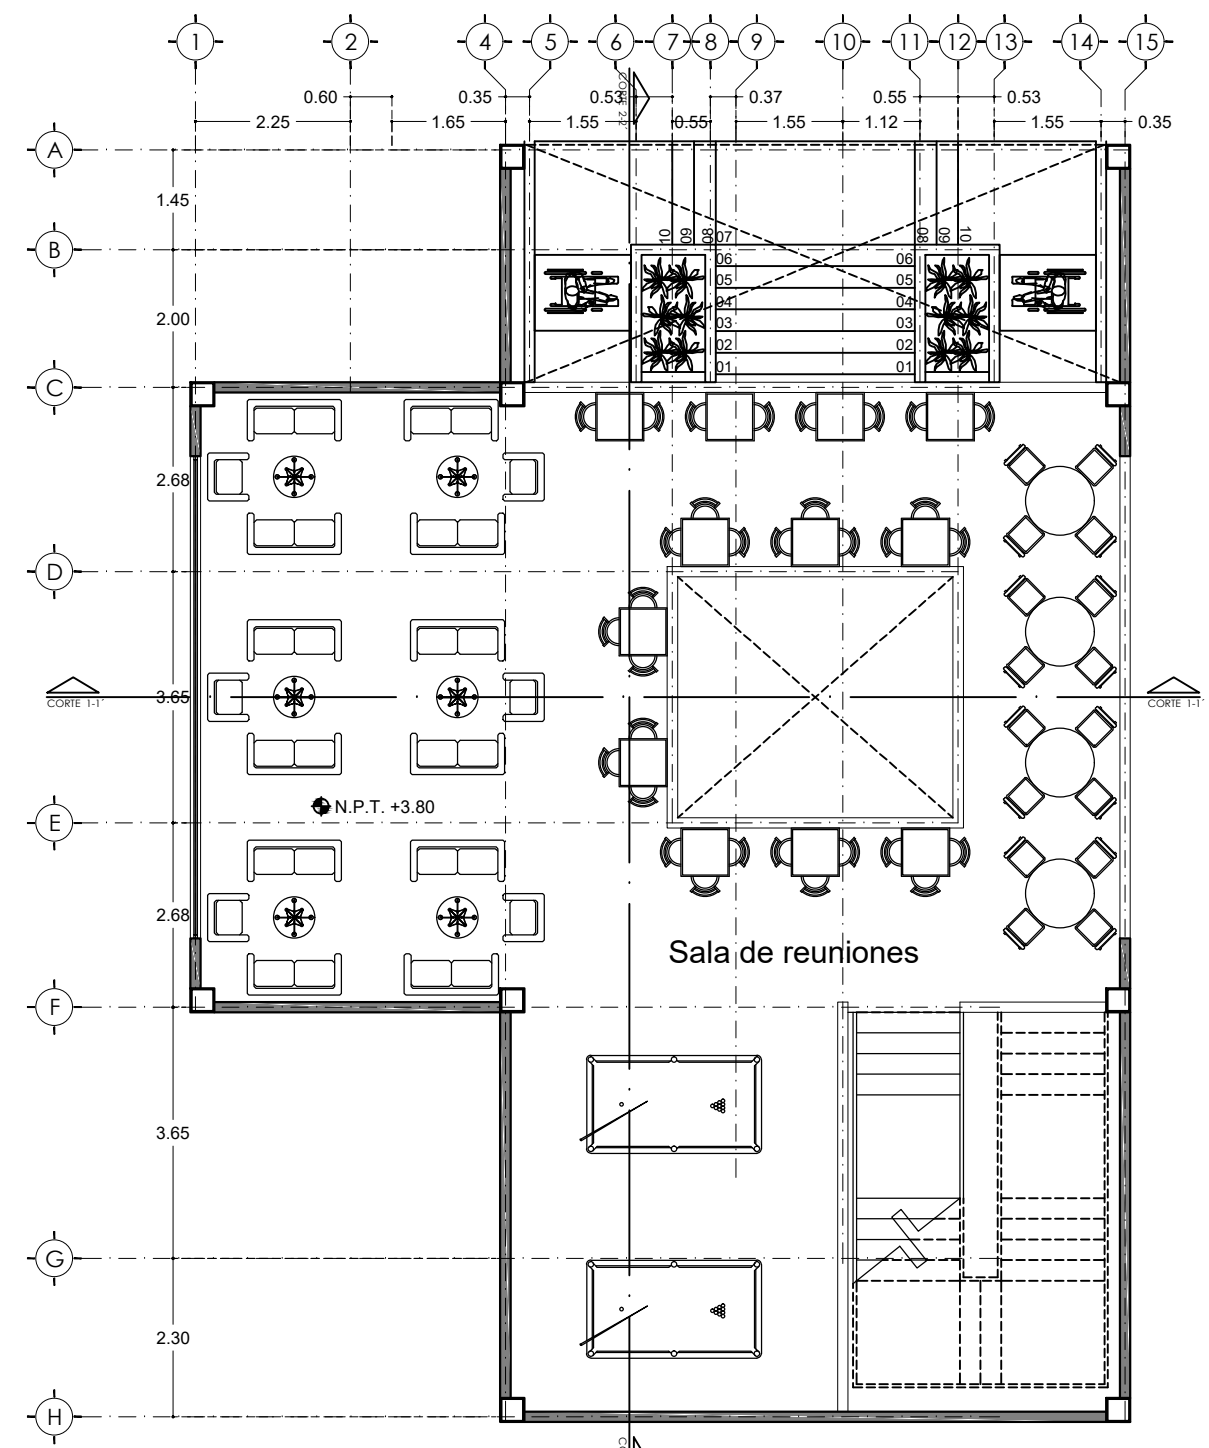 1 2 4 5 6 7 8 9 10 11 12 13 14 15
0.60 0.35 0.53 0.37 0.55 0.53
2.25 1.65 1.55 0.55 1.55 1.12 1.55 0.35
CORTE 2-2´
A
1.45
B
10 09 08 07 08 09 10
06 06
05 05
2.00
04 04
03 03
02 02
01 01
C
2.68
D
3.65
CORTE 1-1´ CORTE 1-1´
N.P.T. +3.80
E
2.68
Sala de reuniones
F
3.65
G
2.30
H